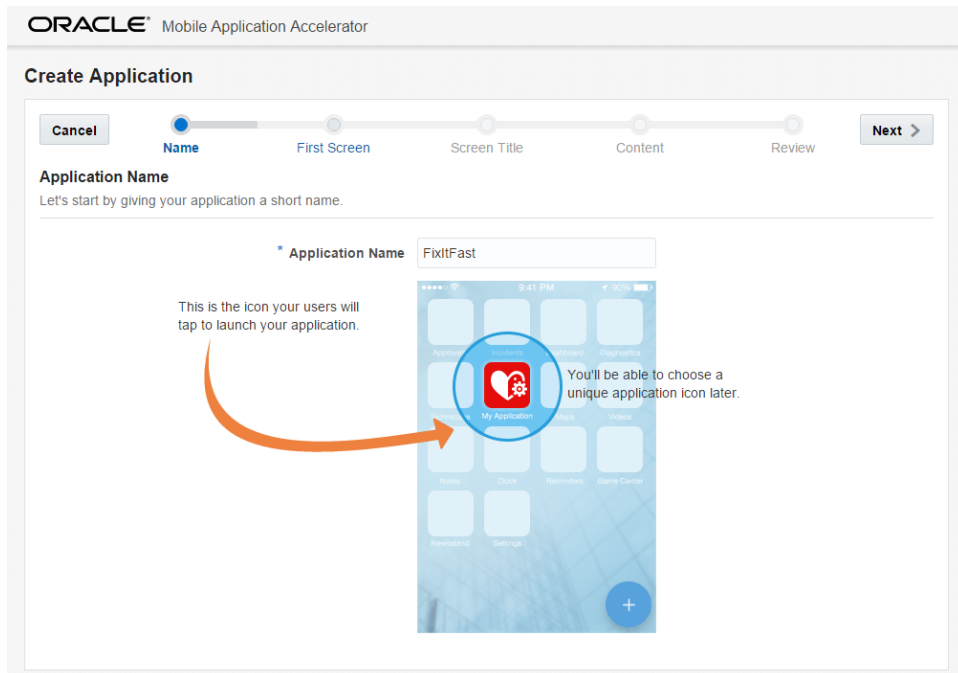 ORACLE® Mobile Application Accelerator
Create Application
Cancel
Next
Name
First Screen
Screen Title
Content
Review
Application Name
Let's start by giving your application a short name.
* Application Name
FixItFast
This is the icon your users will
tap to launch your application.
9:41 PM
90%
Incidents
Diagnostics
You'll be able to choose a
unique application icon later.
My Application
Videos
Notes
Clock
Reminders
Game Center
Newsstand
Settings
+